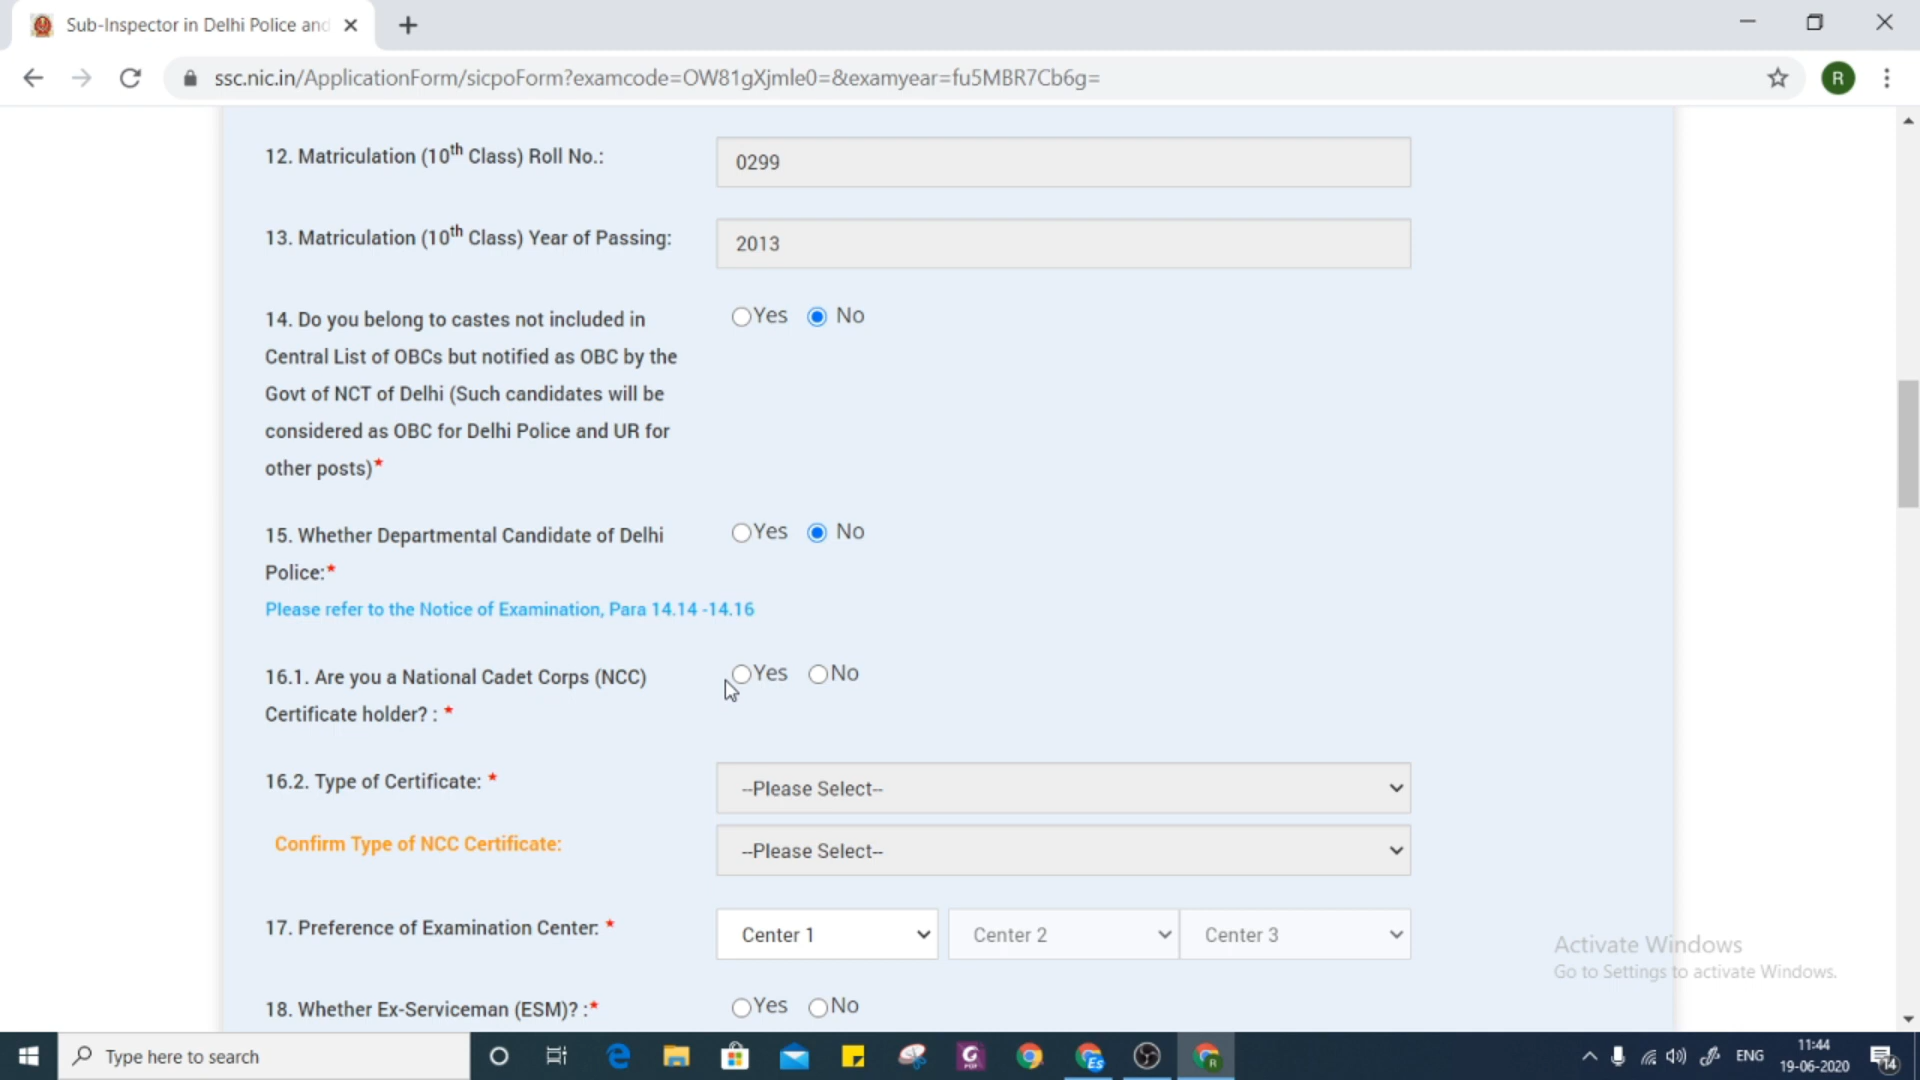 Sub-Inspector in Delhi Police and
ssc.nic.in/ApplicationForm/sicpoForm?examcode=OW81gXjmle0=&examyear=fu5MBR7Cb6g=
R
12. Matriculation (10th Class) Roll No.:
0299
13. Matriculation (10th Class) Year of Passing:
2013
14. Do you belong to castes not included in
Yes No
Central List of OBCs but notified as OBC by the
Govt of NCT of Delhi (Such candidates will be
considered as OBC for Delhi Police and UR for
other posts)*
15. Whether Departmental Candidate of Delhi
Yes No
Police:*
Please refer to the Notice of Examination, Para 14.14 -14.16
16.1. Are you a National Cadet Corps (NCC)
Yes No
Certificate holder? : *
16.2. Type of Certificate: *
--Please Select--
Confirm Type of NCC Certificate:
--Please Select--
17. Preference of Examination Center: *
Center 1 Center 2 Center 3
Activate Windows
Go to Settings to activate Windows.
18. Whether Ex-Serviceman (ESM)? :*
Yes No
Type here to search
ENG
11:44
19-06-2020
14